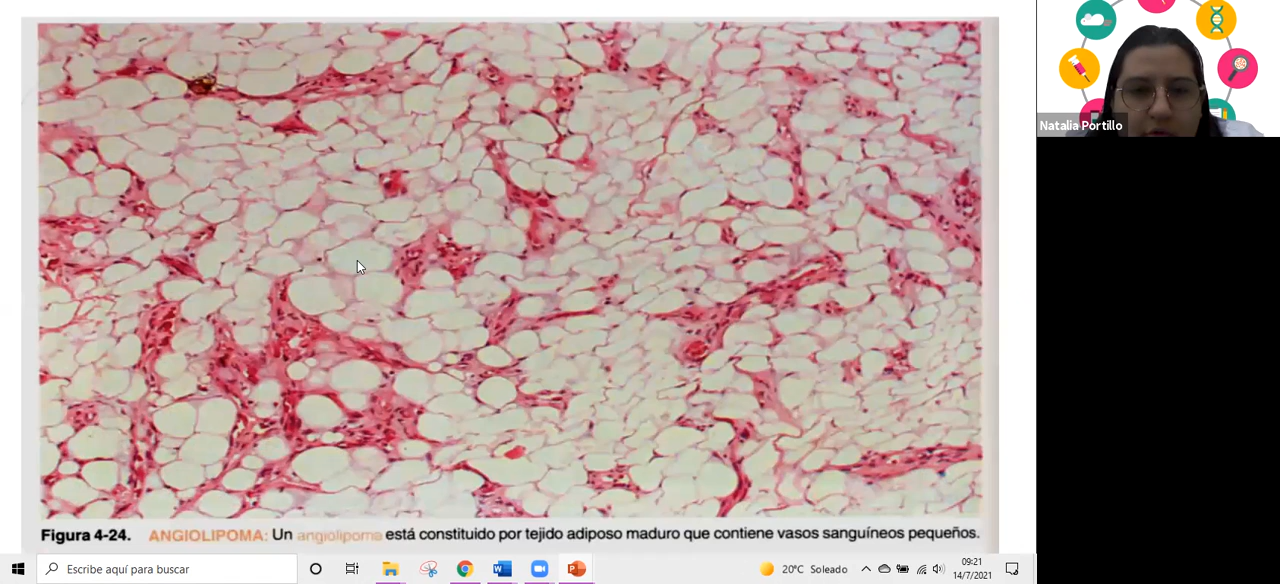 Natalia Portillo
Figura 4-24. ANGIOLIPOMA: Un angiolipoma está constituido por tejido adiposo maduro que contiene vasos sanguíneos pequeños.
Escribe aquí para buscar
20°C Soleado
09:21
14/7/2021